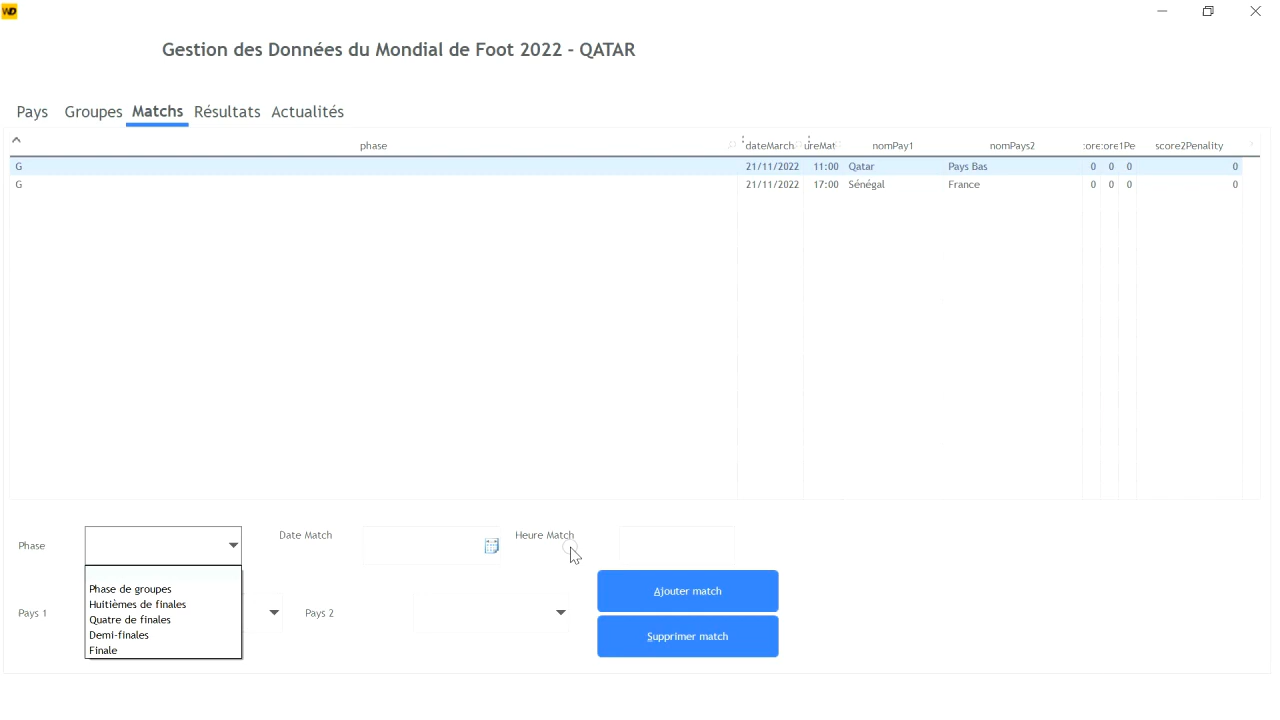 WD
Gestion des Données du Mondial de Foot 2022 - QATAR
Pays Groupes Matchs Résultats Actualités
phase dateMarch ureMat nomPay1 nomPays2 :ore :ore1Pe score2Penality
G 21/11/2022 11:00 Qatar Pays Bas 0 0 0 0
G 21/11/2022 17:00 Sénégal France 0 0 0 0
Phase Date Match Heure Match
Phase de groupes
Huitièmes de finales
Quatre de finales
Demi-finales
Finale
Pays 1 Pays 2
Ajouter match
Supprimer match